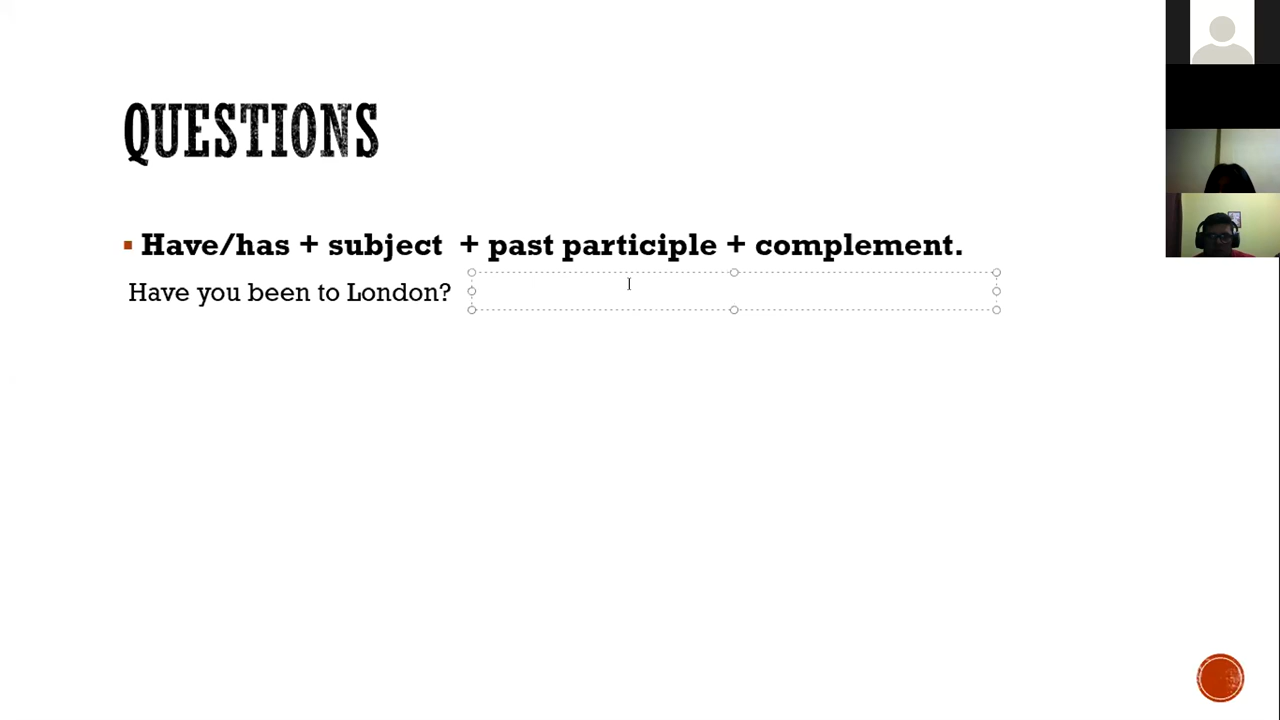 QUESTIONS
Have/has + subject + past participle + complement.
Have you been to London?